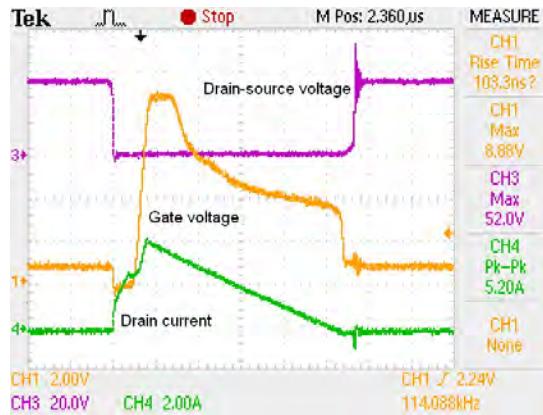 Tek
Stop
M Pos: 2.360us
MEASURE
CH1
Rise Time
103.3ns?
CH1
Max
8.88V
CH3
Max
52.0V
CH4
Pk-Pk
5.20A
CH1
None
Drain-source voltage
3
Gate voltage
1
Drain current
4
CH1 2.00V
CH1 2.24V
CH3 20.0V
CH4 2.00A
114.088kHz